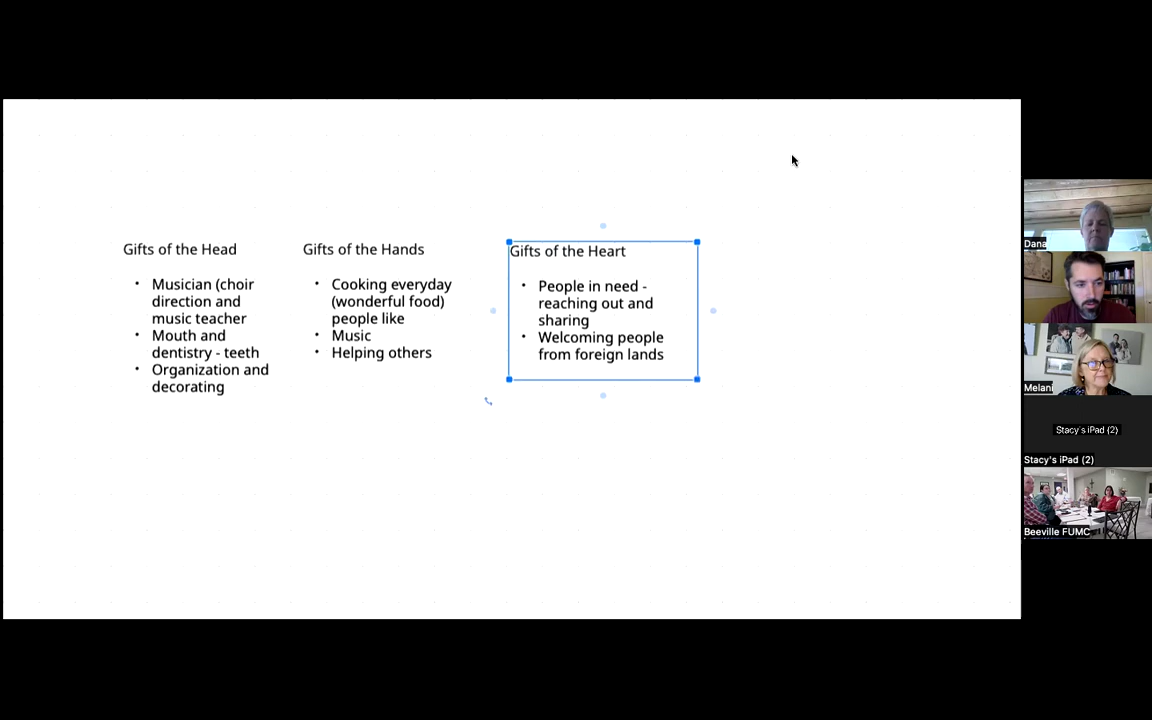 Gifts of the Head
• Musician (choir
direction and
music teacher
• Mouth and
dentistry - teeth
• Organization and
decorating
Gifts of the Hands
• Cooking everyday
(wonderful food)
people like
• Music
• Helping others
Gifts of the Heart
• People in need -
reaching out and
sharing
• Welcoming people
from foreign lands
Dana
Melani
Stacy's iPad (2)
Stacy's iPad (2)
Beeville FUMC